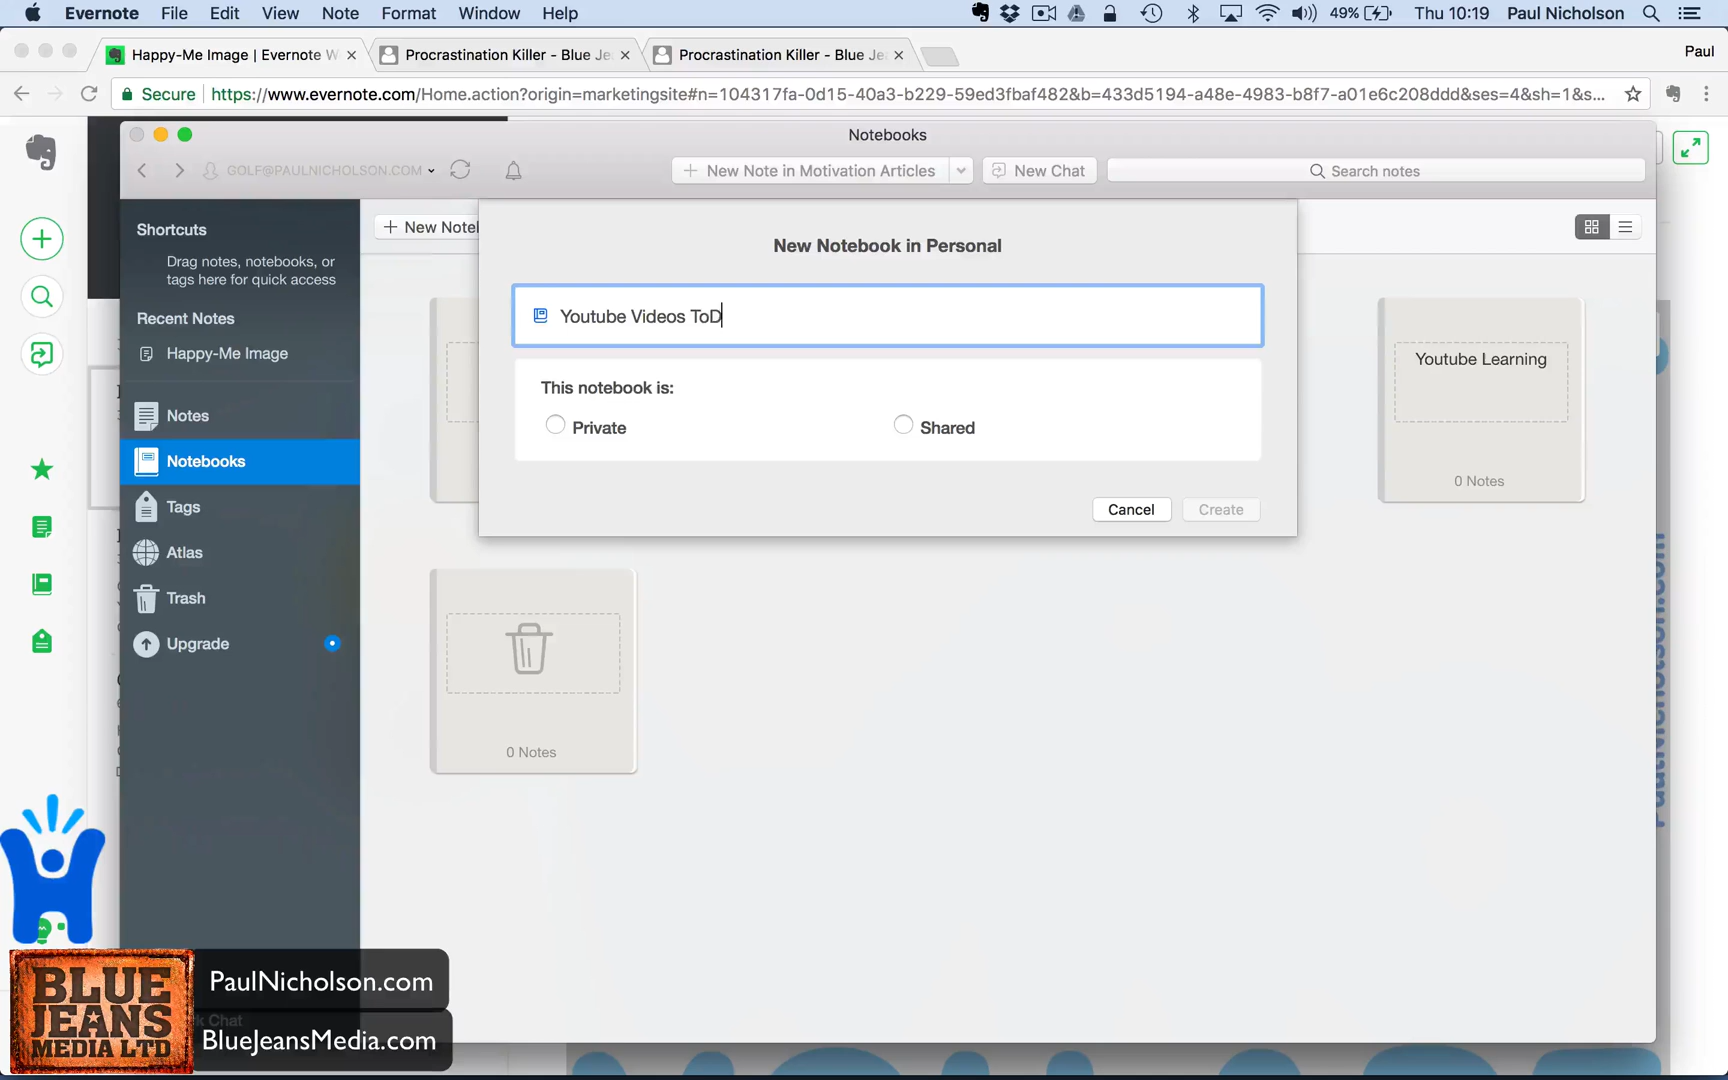 Evernote File Edit View Note Format Window Help 49% Thu 10:19 Paul Nicholson
Happy-Me Image | Evernote W Procrastination Killer - Blue Je Procrastination Killer - Blue Je Paul
Secure https://www.evernote.com/Home.action?origin=marketingsite#n=104317fa-0d15-40a3-b229-59ed3fbaf482&b=433d5194-a48e-4983-b8f7-a01e6c208ddd&ses=4&sh=1&s...
Notebooks
GOLF@PAULNICHOLSON.COM New Note in Motivation Articles New Chat Search notes
Shortcuts
Drag notes, notebooks, or
tags here for quick access
Recent Notes
Happy-Me Image
Notes
Notebooks
Tags
Atlas
Trash
Upgrade
New Noteb
New Notebook in Personal
Youtube Videos ToD
This notebook is:
Private Shared
Cancel Create
Youtube Learning
0 Notes
0 Notes
BLUE
JEANS
MEDIA LTD
PaulNicholson.com
BlueJeansMedia.com